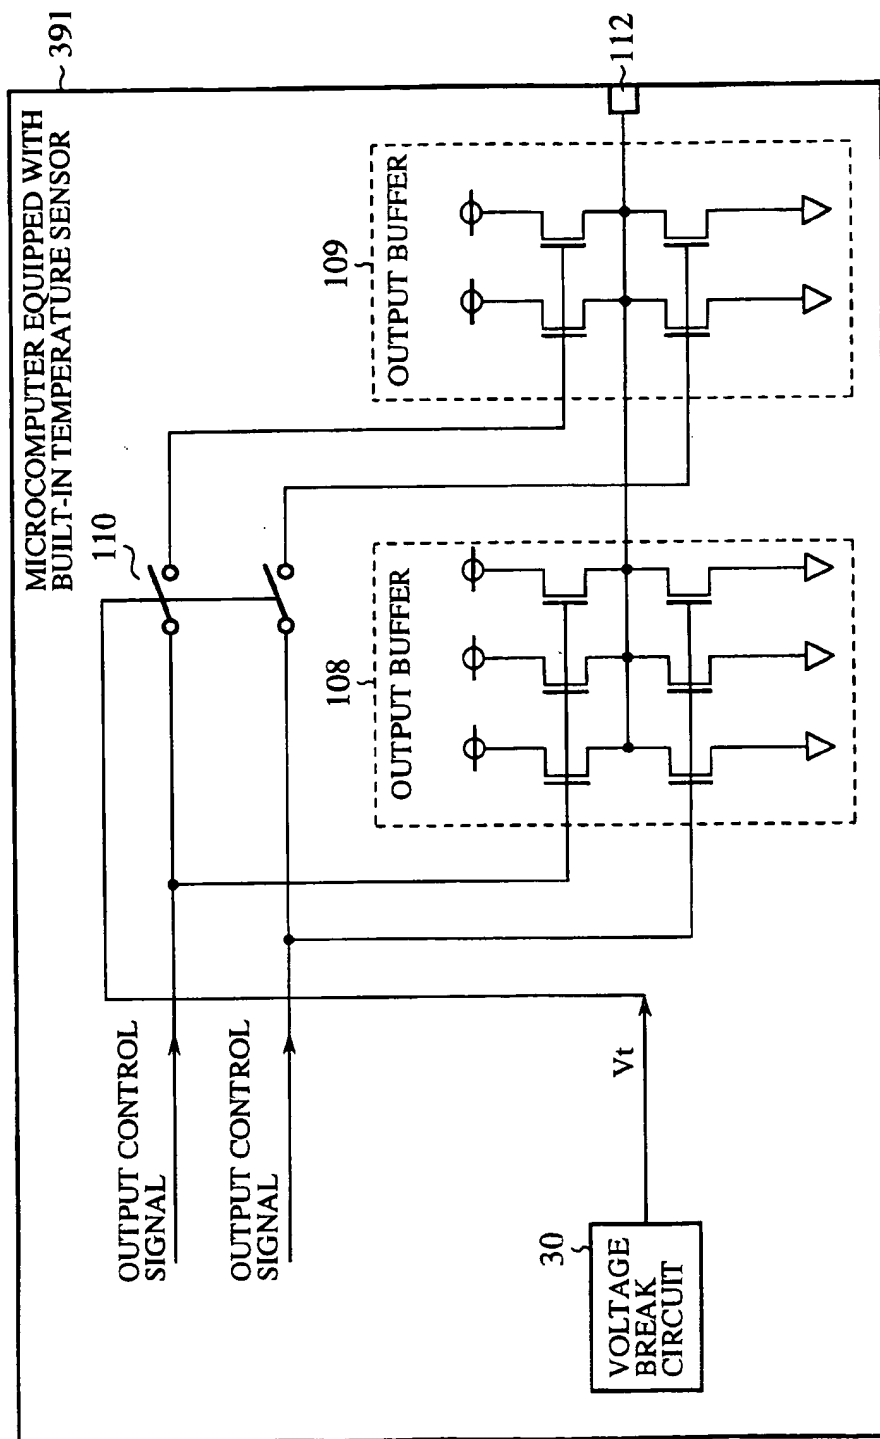 MICROCOMPUTER EQUIPPED WITH
BUILT-IN TEMPERATURE SENSOR
391
110
OUTPUT CONTROL
SIGNAL
OUTPUT CONTROL
SIGNAL
108
OUTPUT BUFFER
109
OUTPUT BUFFER
112
30
VOLTAGE
BREAK
CIRCUIT
Vt